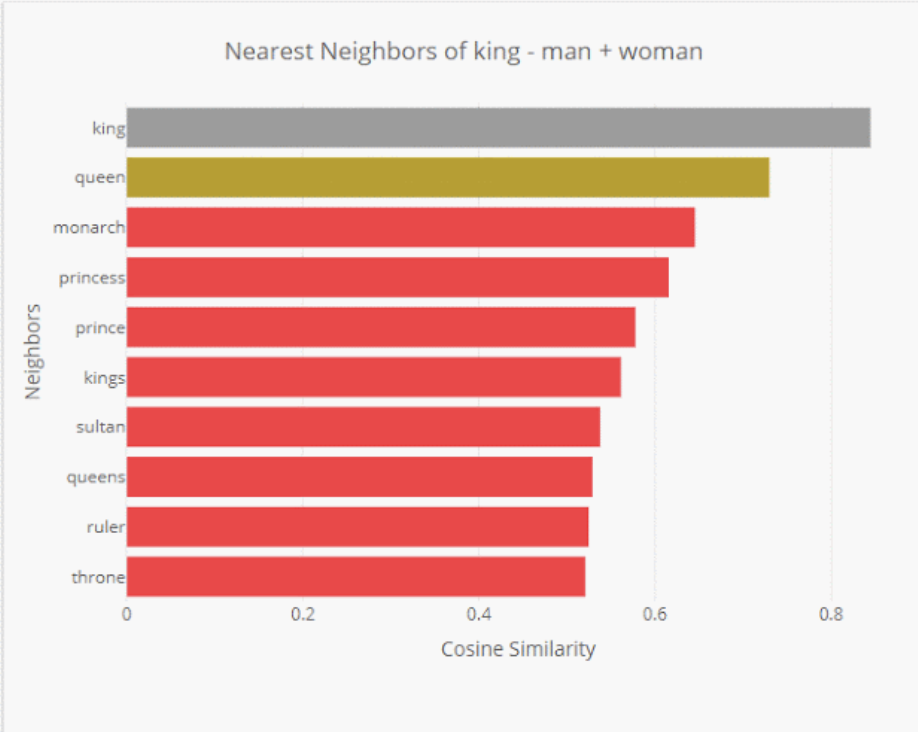 Nearest Neighbors of king - man + woman
king
queen
monarch
princess
prince
kings
sultan
queens
ruler
throne
Neighbors
0 0.2 0.4 0.6 0.8
Cosine Similarity